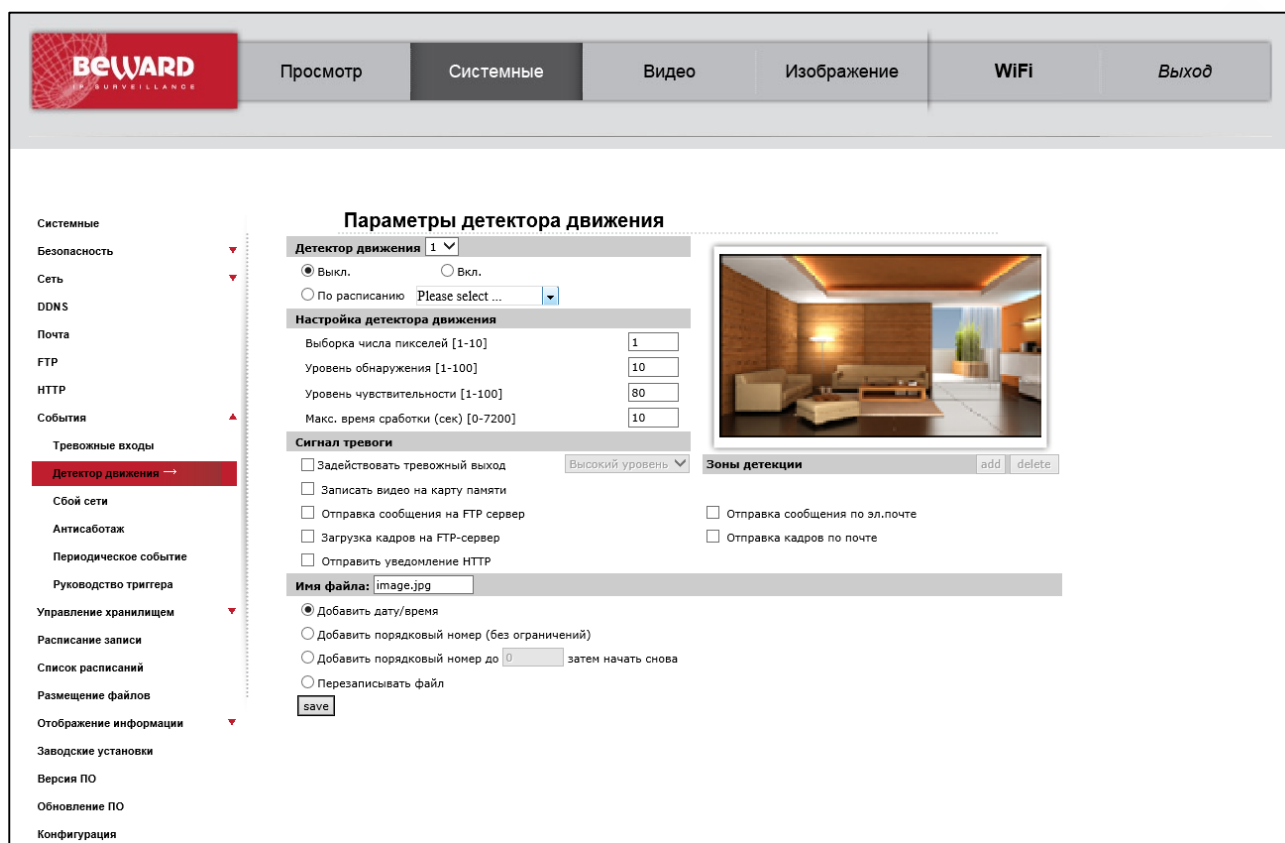 BEWARD
IP SURVEILLANCE
Просмотр
Системные
Видео
Изображение
WiFi
Выход
Системные
Безопасность
Сеть
DDNS
Почта
FTP
HTTP
События
Тревожные входы
Детектор движения →
Сбой сети
Антисаботаж
Периодическое событие
Руководство триггера
Управление хранилищем
Расписание записи
Список расписаний
Размещение файлов
Отображение информации
Заводские установки
Версия ПО
Обновление ПО
Конфигурация
Параметры детектора движения
Детектор движения 1
Выкл. Вкл.
По расписанию Please select ...
Настройка детектора движения
Выборка числа пикселей [1-10] 1
Уровень обнаружения [1-100] 10
Уровень чувствительности [1-100] 80
Макс. время сработки (сек) [0-7200] 10
Сигнал тревоги
Задействовать тревожный выход Высокий уровень
Зоны детекции add delete
Записать видео на карту памяти
Отправка сообщения на FTP сервер
Отправка сообщения по эл.почте
Загрузка кадров на FTP-сервер
Отправка кадров по почте
Отправить уведомление HTTP
Имя файла: image.jpg
Добавить дату/время
Добавить порядковый номер (без ограничений)
Добавить порядковый номер до 0 затем начать снова
Перезаписывать файл
save